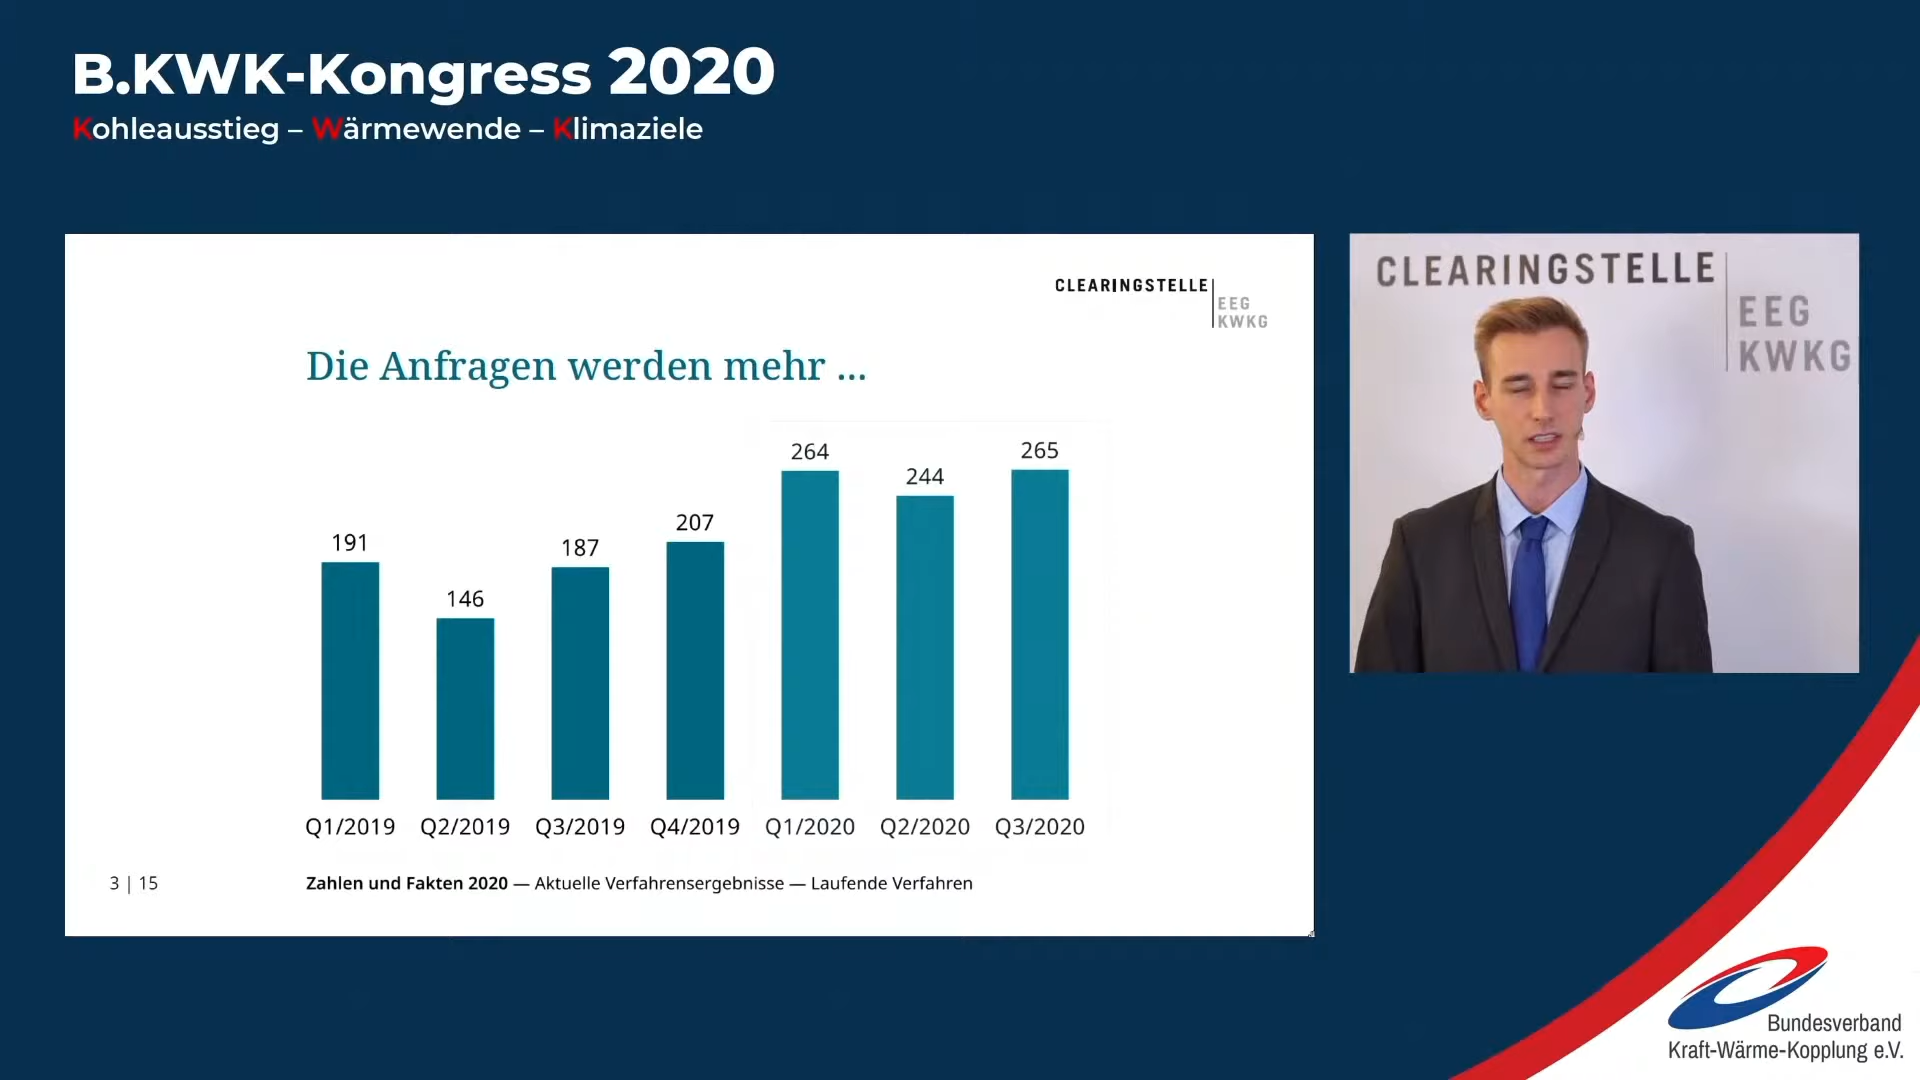 B.KWK-Kongress 2020
Kohleausstieg – Wärmewende – Klimaziele
CLEARINGSTELLE
EEG
KWKG
Die Anfragen werden mehr ...
191
146
187
207
264
244
265
Q1/2019 Q2/2019 Q3/2019 Q4/2019 Q1/2020 Q2/2020 Q3/2020
3 | 15
Zahlen und Fakten 2020 — Aktuelle Verfahrensergebnisse — Laufende Verfahren
CLEARINGSTELLE
EEG
KWKG
Bundesverband
Kraft-Wärme-Kopplung e.V.